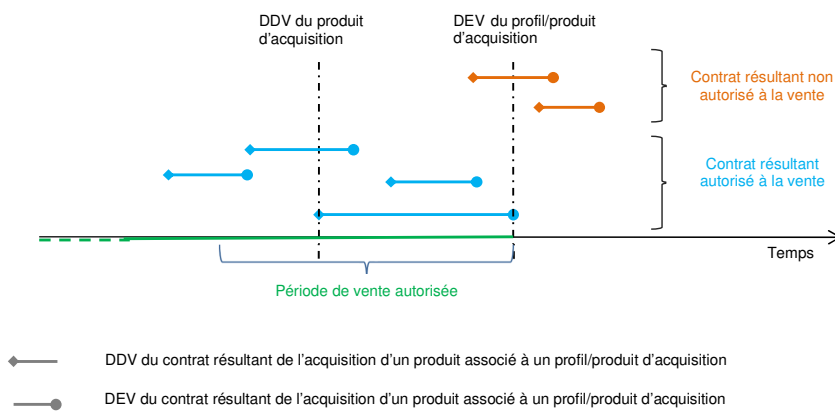 DDV du produit
d'acquisition
DEV du profil/produit
d'acquisition
Contrat résultant non
autorisé à la vente
Contrat résultant
autorisé à la vente
Temps
Période de vente autorisée
DDV du contrat résultant de l'acquisition d'un produit associé à un profil/produit d'acquisition
DEV du contrat résultant de l'acquisition d'un produit associé à un profil/produit d'acquisition